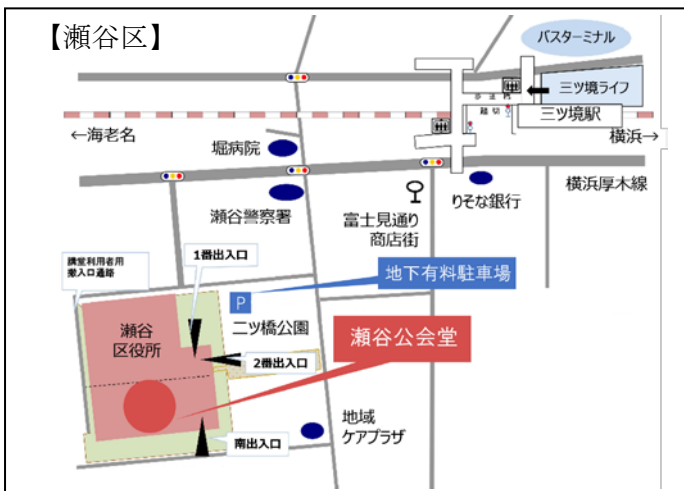 【瀬谷区】
バスターミナル
三ツ境ライフ
歩道橋
踏切
三ツ境駅
←海老名
横浜→
堀病院
横浜厚木線
りそな銀行
瀬谷警察署
富士見通り
商店街
1番出入口
講堂利用者用
搬入口通路
地下有料駐車場
P
二ツ橋公園
瀬谷
区役所
瀬谷公会堂
2番出入口
地域
ケアプラザ
南出入口